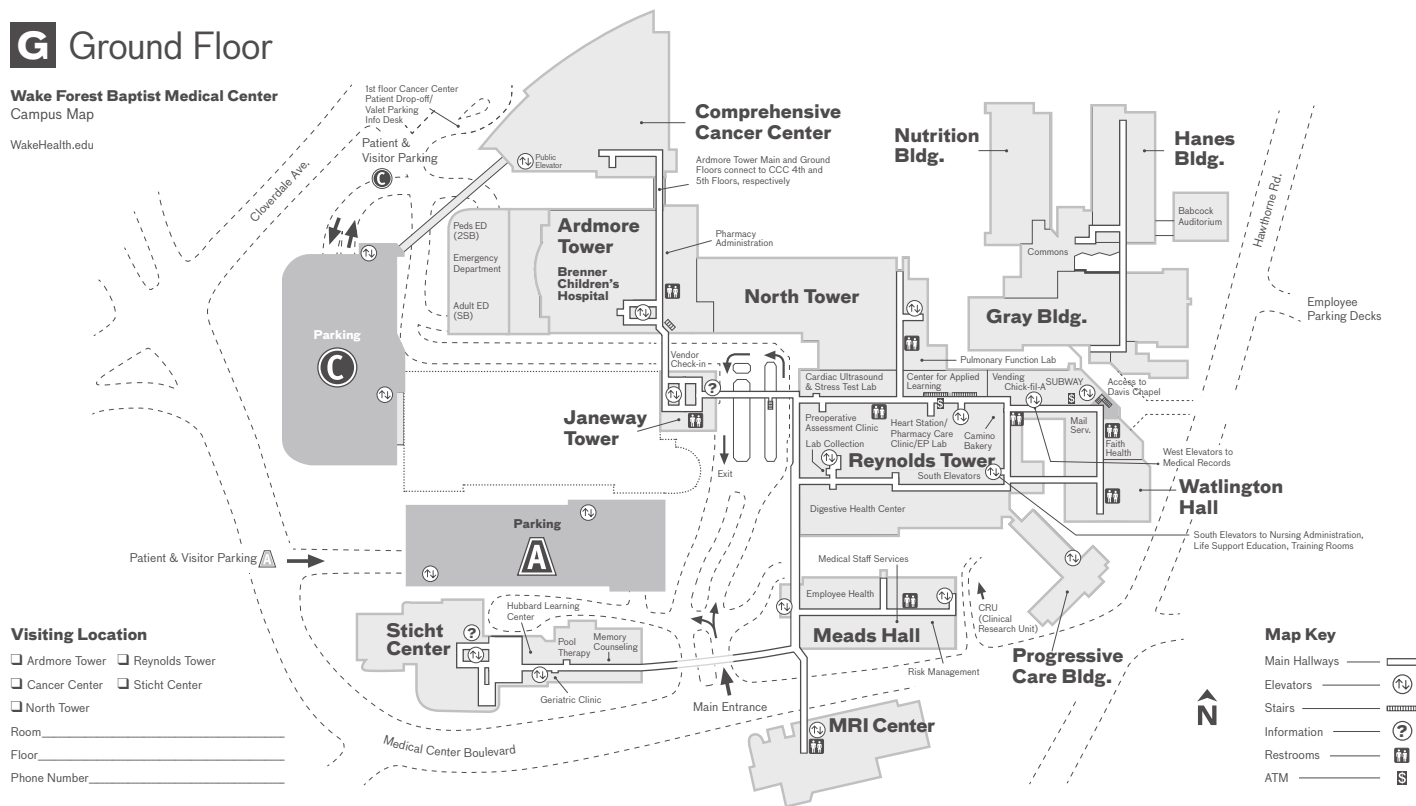 G Ground Floor
Wake Forest Baptist Medical Center
Campus Map
WakeHealth.edu
1st floor Cancer Center
Patient Drop-off/
Valet Parking
Info Desk
Patient &
Visitor Parking
C
Cloverdale Ave.
Public
Elevator
Comprehensive
Cancer Center
Ardmore Tower Main and Ground
Floors connect to CCC 4th and
5th Floors, respectively
Nutrition
Bldg.
Hanes
Bldg.
Babcock
Auditorium
Hawthorne Rd.
Commons
Gray Bldg.
Employee
Parking Decks
Peds ED
(2SB)
Emergency
Department
Adult ED
(SB)
Ardmore
Tower
Brenner
Children's
Hospital
Pharmacy
Administration
North Tower
Pulmonary Function Lab
Parking
C
Vendor
Check-in
?
Janeway
Tower
Exit
Cardiac Ultrasound
& Stress Test Lab
Center for Applied
Learning
Vending
Chick-fil-A
SUBWAY
$
Access to
Davis Chapel
Preoperative
Assessment Clinic
Heart Station/
Pharmacy Care
Clinic/EP Lab
$
Camino
Bakery
Mail
Serv.
Faith
Health
Lab Collection
Reynolds Tower
South Elevators
West Elevators to
Medical Records
Watlington
Hall
Digestive Health Center
South Elevators to Nursing Administration,
Life Support Education, Training Rooms
Parking
A
Patient & Visitor Parking A
Medical Staff Services
Employee Health
Meads Hall
Risk Management
CRU
(Clinical
Research Unit)
Progressive
Care Bldg.
Sticht
Center
?
Hubbard Learning
Center
Pool
Therapy
Memory
Counseling
Geriatric Clinic
Main Entrance
MRI Center
Medical Center Boulevard
Visiting Location
Ardmore Tower Reynolds Tower
Cancer Center Sticht Center
North Tower
Room
Floor
Phone Number
N
Map Key
Main Hallways
Elevators
Stairs
Information ?
Restrooms
ATM $